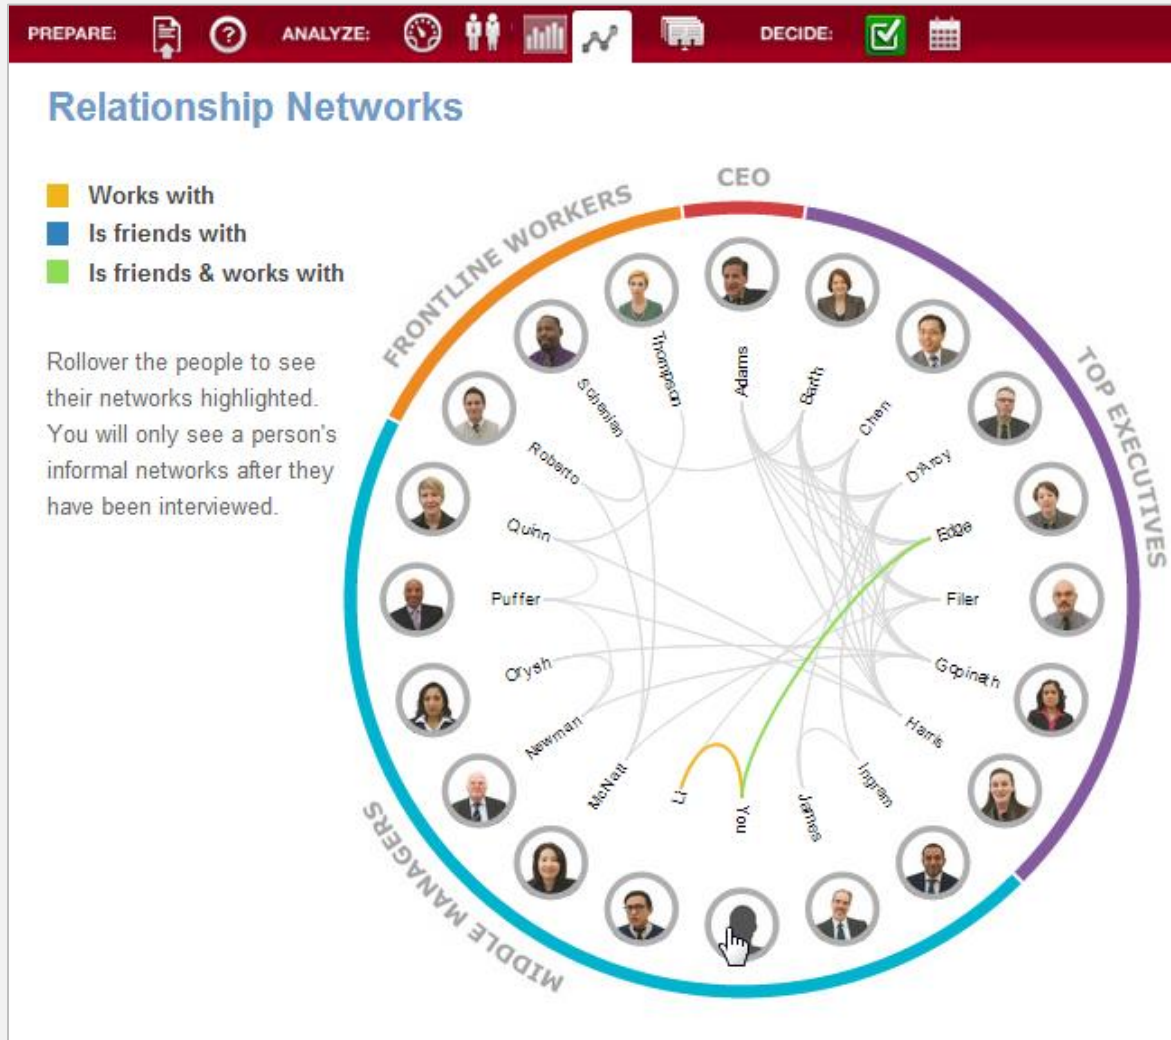 PREPARE:
ANALYZE:
DECIDE:
Relationship Networks
Works with
Is friends with
Is friends & works with
Rollover the people to see
their networks highlighted.
You will only see a person's
informal networks after they
have been interviewed.
CEO
TOP EXECUTIVES
MIDDLE MANAGERS
FRONTLINE WORKERS
Adams
Barth
Chen
D'Arcy
Edge
Filer
Gopinath
Harris
Ingram
James
You
Li
McNatt
Newman
Orysh
Puffer
Quinn
Roberto
Thompson